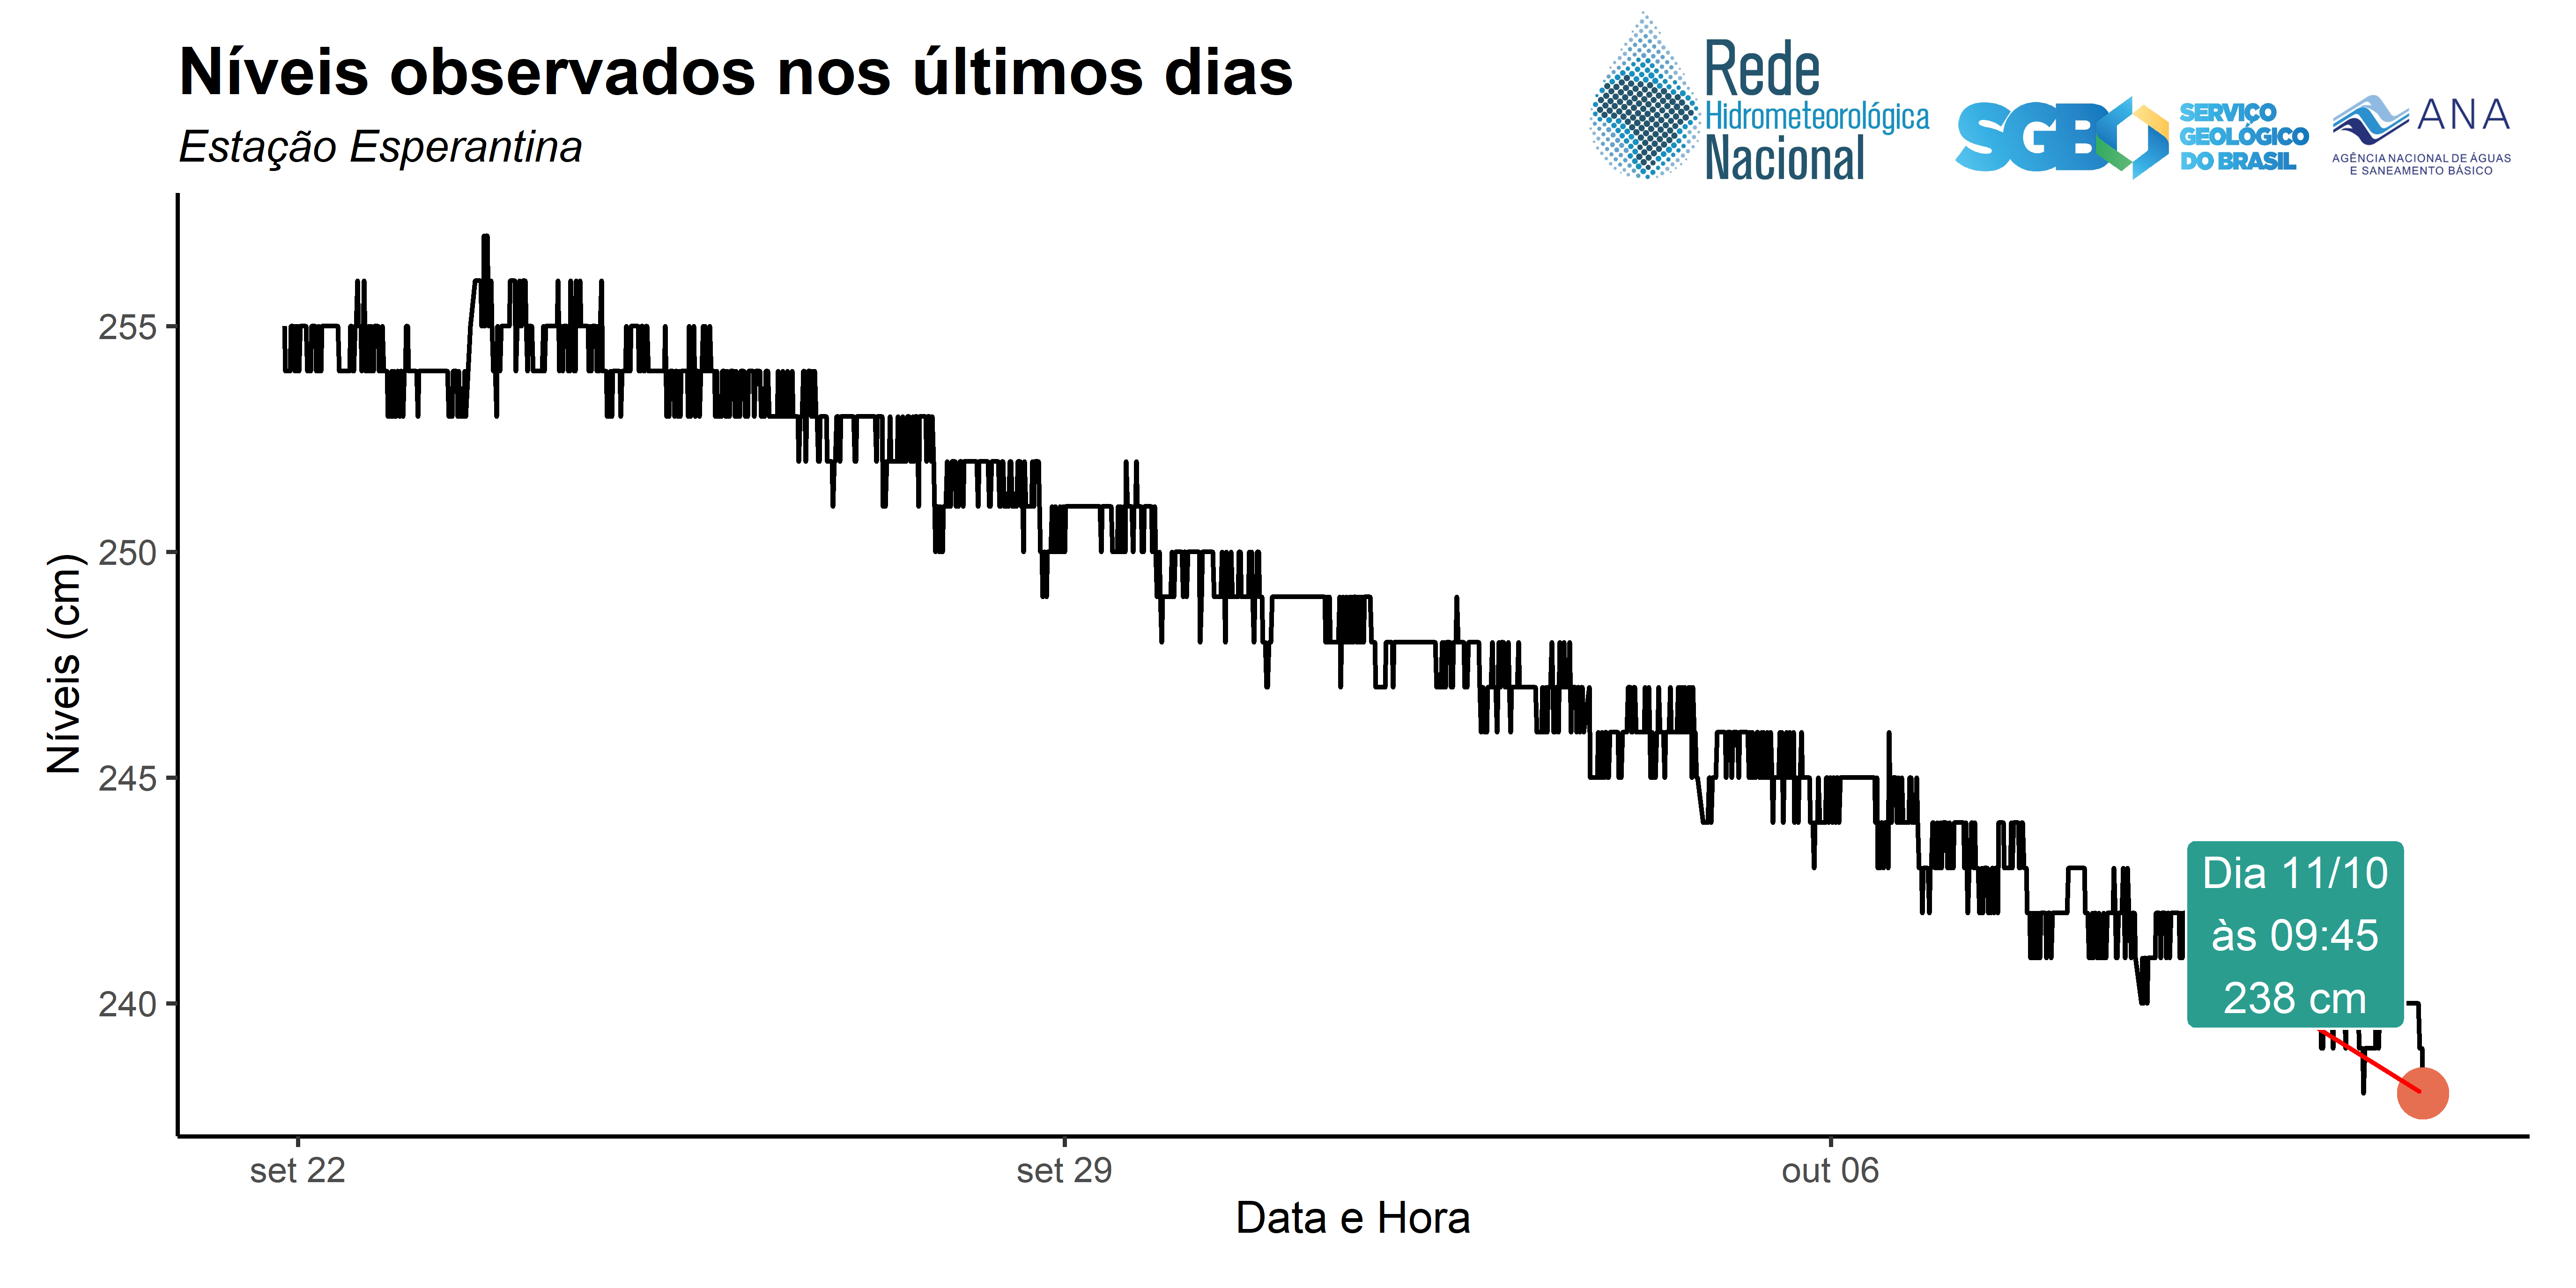 Níveis observados nos últimos dias
Estação Esperantina
Rede
Hidrometeorológica
Nacional
SGB
SERVIÇO
GEOLÓGICO
DO BRASIL
ANA
AGÊNCIA NACIONAL DE ÁGUAS
E SANEAMENTO BÁSICO
Níveis (cm)
255
250
245
240
Dia 11/10
às 09:45
238 cm
set 22
set 29
out 06
Data e Hora